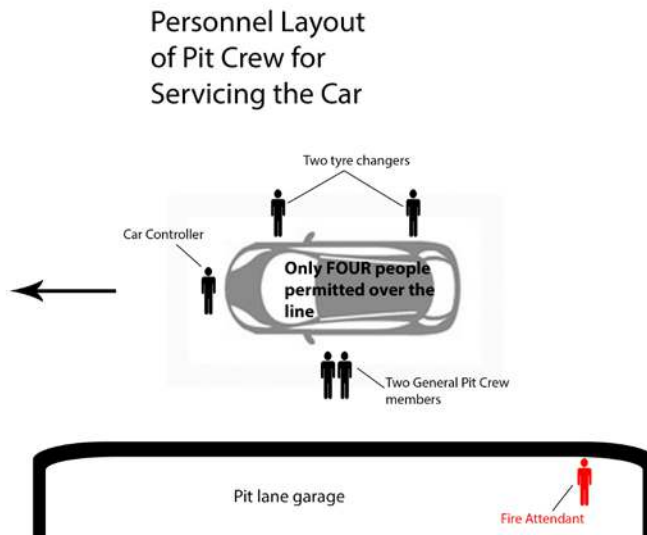 Personnel Layout
of Pit Crew for
Servicing the Car
Two tyre changers
Car Controller
Only FOUR people
permitted over the
line
Two General Pit Crew
members
Pit lane garage
Fire Attendant